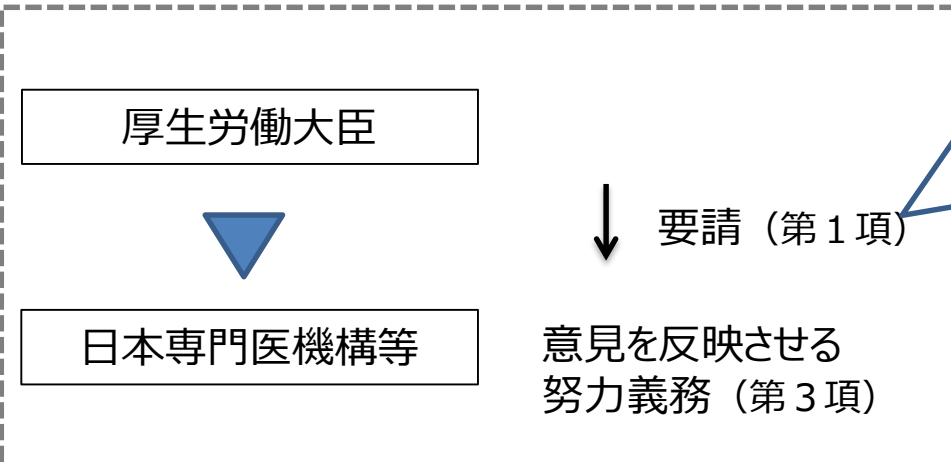 厚生労働大臣
要請（第１項）
日本専門医機構等
意見を反映させる
努力義務（第３項）